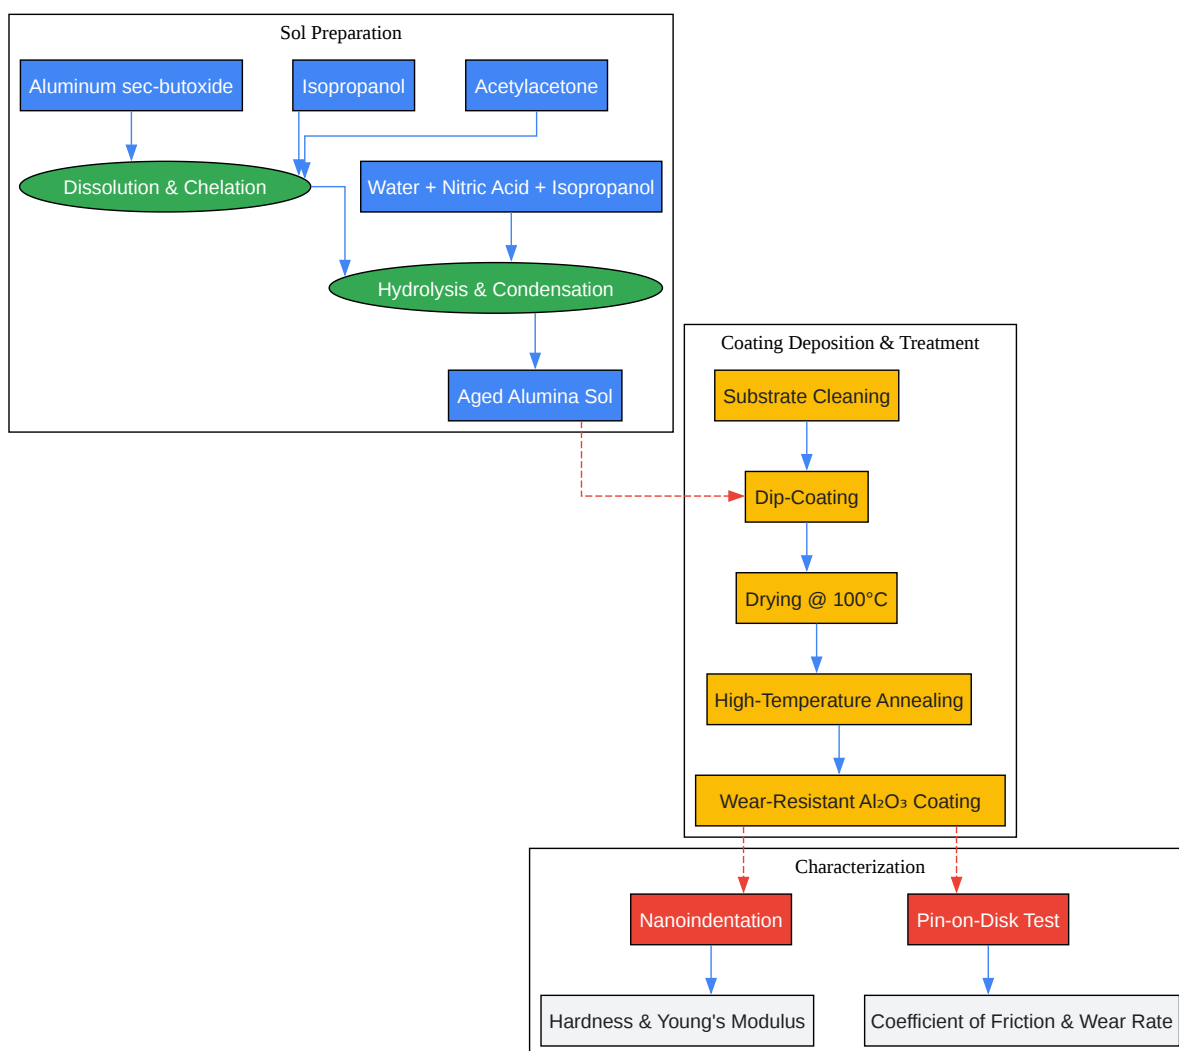 Sol Preparation
Aluminum sec-butoxide
Isopropanol
Acetylacetone
Dissolution & Chelation
Water + Nitric Acid + Isopropanol
Hydrolysis & Condensation
Aged Alumina Sol
Coating Deposition & Treatment
Substrate Cleaning
Dip-Coating
Drying @ 100°C
High-Temperature Annealing
Wear-Resistant Al₂O₃ Coating
Characterization
Nanoindentation
Pin-on-Disk Test
Hardness & Young's Modulus
Coefficient of Friction & Wear Rate